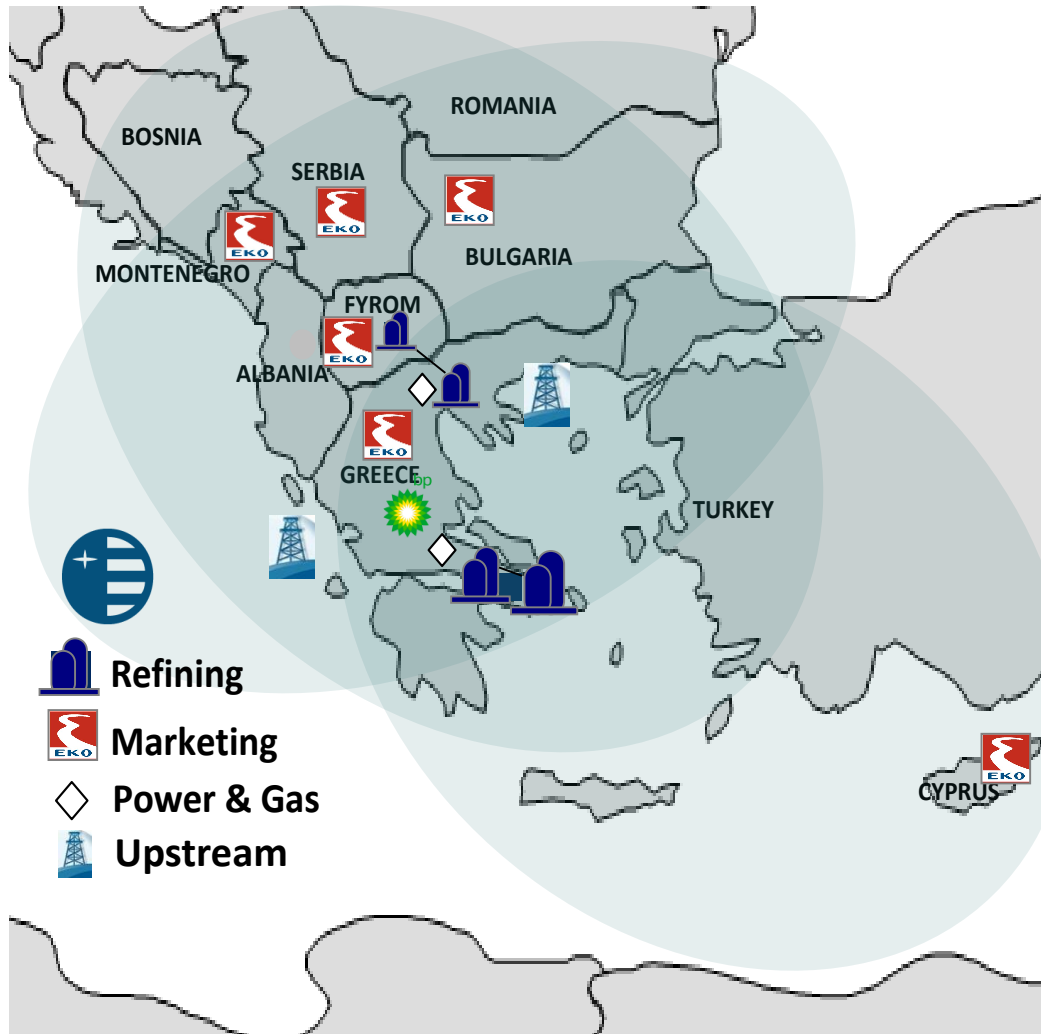 ROMANIA
BOSNIA
SERBIA
EKO
EKO
EKO
BULGARIA
MONTENEGRO
FYROM
EKO
ALBANIA
EKO
GREECE
bp
TURKEY
Refining
EKO
Marketing
EKO
CYPRUS
Power & Gas
Upstream